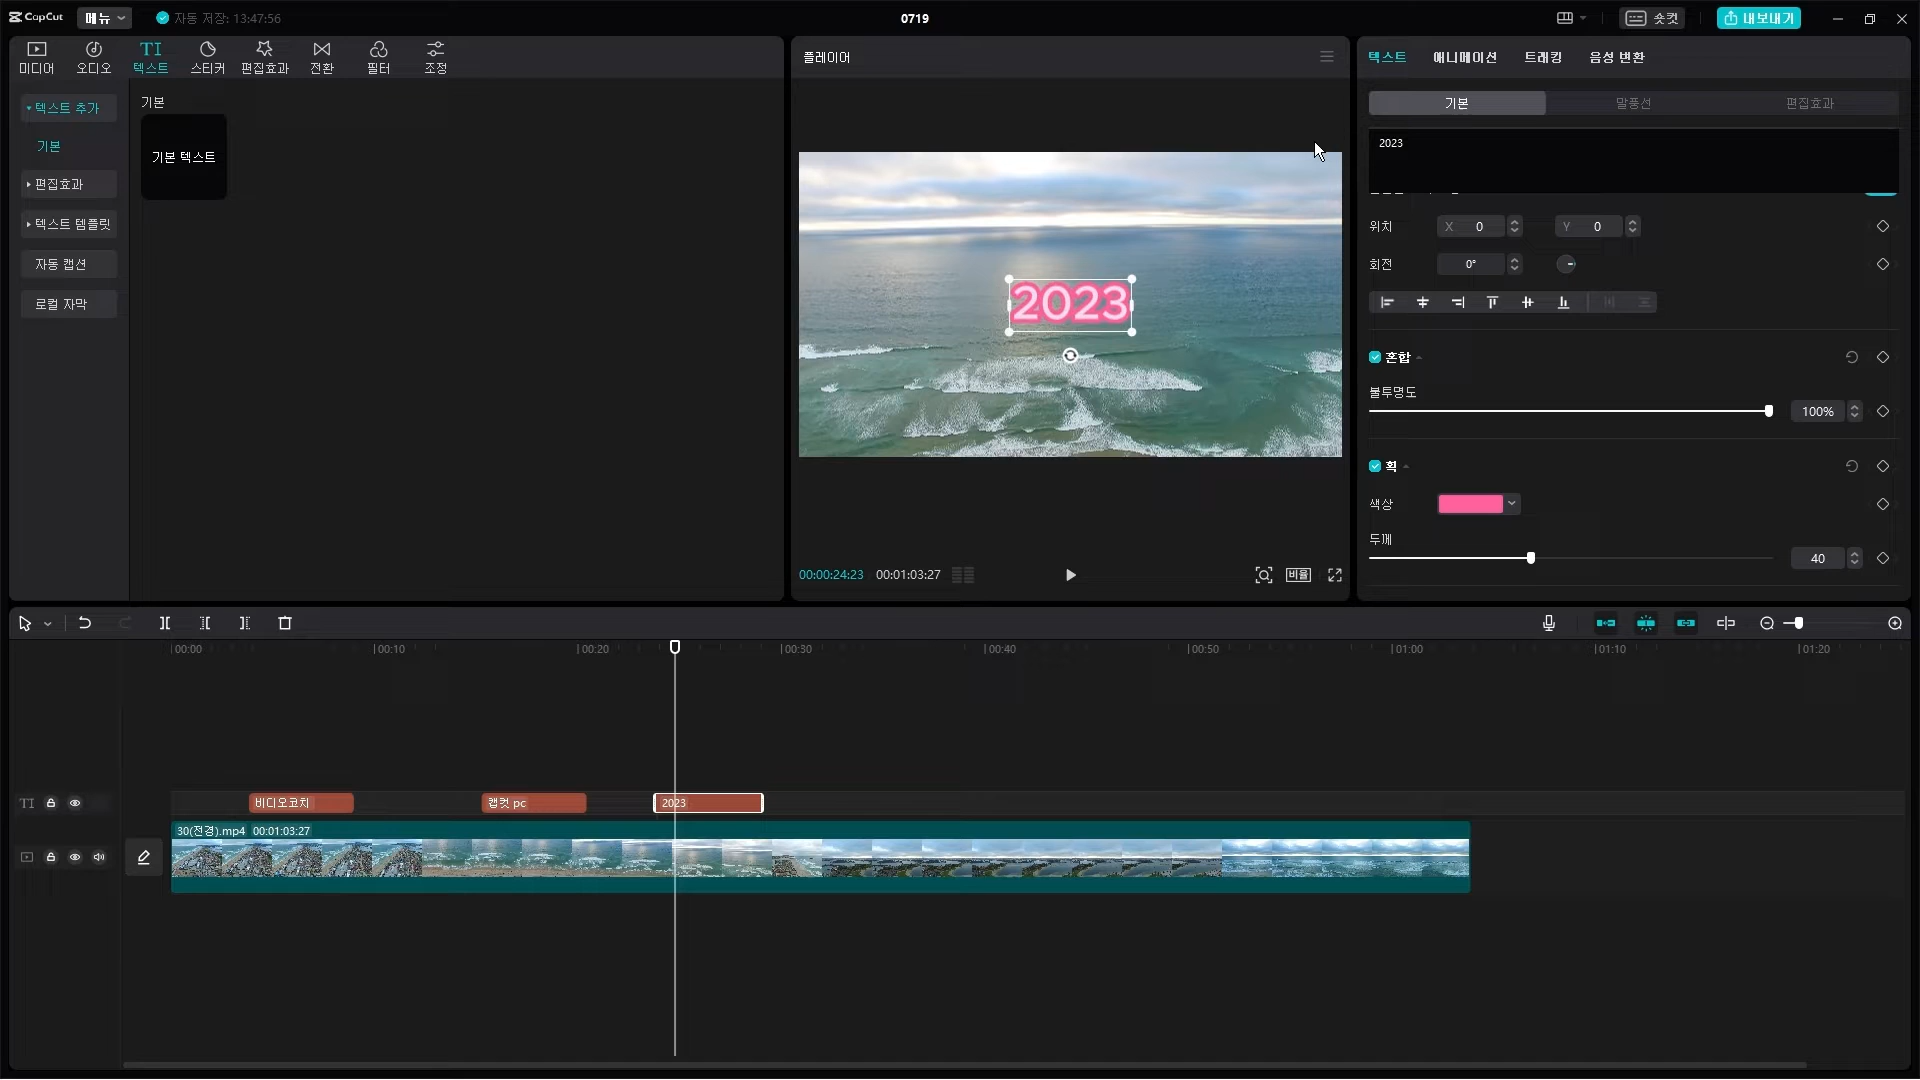 CapCut
메뉴
자동 저장: 13:47:56
0719
숏컷
내보내기
미디어
오디오
TI
텍스트
스티커
편집효과
전환
필터
조정
텍스트 추가
기본
편집효과
텍스트 템플릿
자동 캡션
로컬 자막
기본
기본 텍스트
플레이어
2023
00:00:24:23
00:01:03:27
비율
텍스트
애니메이션
트래킹
음성 변환
기본
말풍선
편집효과
2023
위치
X 0
Y 0
회전
0°
혼합
불투명도
100%
획
색상
두께
40
00:00
00:10
00:20
00:30
00:40
00:50
01:00
01:10
01:20
TI
비디오코치
캡컷 pc
2023
30(전경).mp4 00:01:03:27